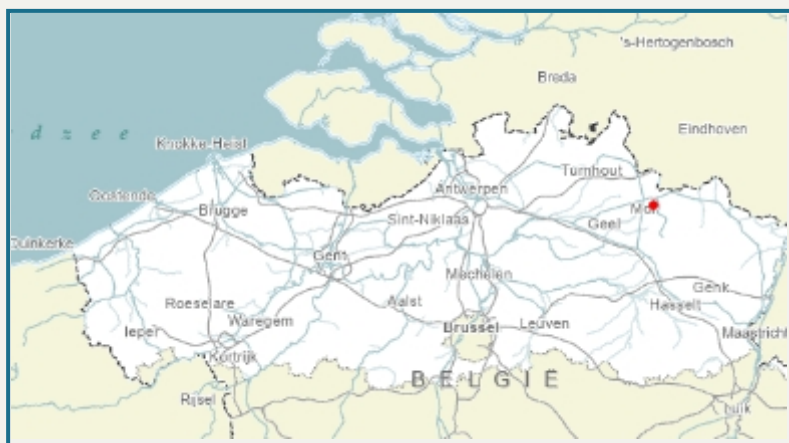 's-Hertogenbosch
Breda
d z e e
Eindhoven
Knokke-Heist
Turnhout
Antwerpen
Oostende
Brugge
Sint-Niklaas
Geel
Duinkerke
Gent
Mechelen
Genk
Roeselare
Aalst
Hasselt
Ieper
Waregem
Brussel
Leuven
Maastricht
Kortrijk
BELGIË
Rijsel
Luik